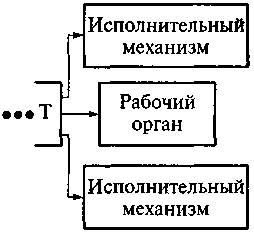 Исполнительный
механизм
Т
Рабочий
орган
Исполнительный
механизм